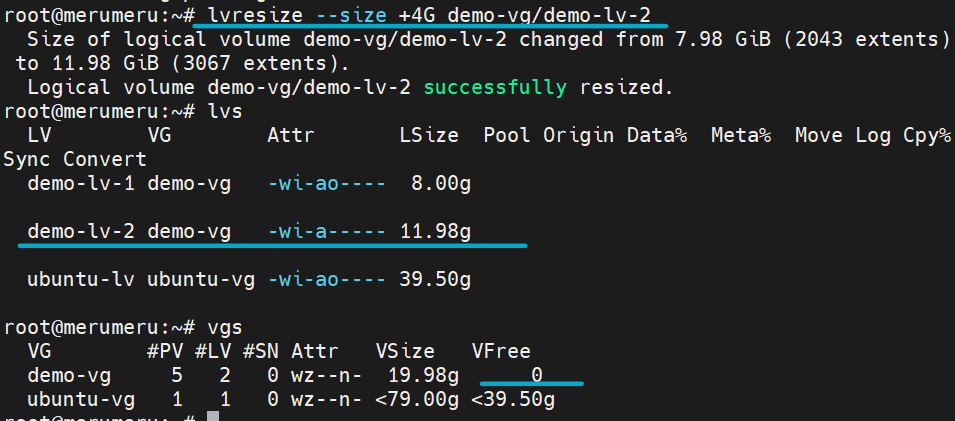 root@merumeru:~# lvresize --size +4G demo-vg/demo-lv-2
  Size of logical volume demo-vg/demo-lv-2 changed from 7.98 GiB (2043 extents)
 to 11.98 GiB (3067 extents).
  Logical volume demo-vg/demo-lv-2 successfully resized.
root@merumeru:~# lvs
  LV        VG        Attr       LSize  Pool Origin Data%  Meta%  Move Log Cpy%
Sync Convert
  demo-lv-1 demo-vg   -wi-ao----  8.00g
  demo-lv-2 demo-vg   -wi-a----- 11.98g
  ubuntu-lv ubuntu-vg -wi-ao---- 39.50g
root@merumeru:~# vgs
  VG        #PV #LV #SN Attr   VSize   VFree
  demo-vg     5   2   0 wz--n-  19.98g      0
  ubuntu-vg   1   1   0 wz--n- <79.00g <39.50g